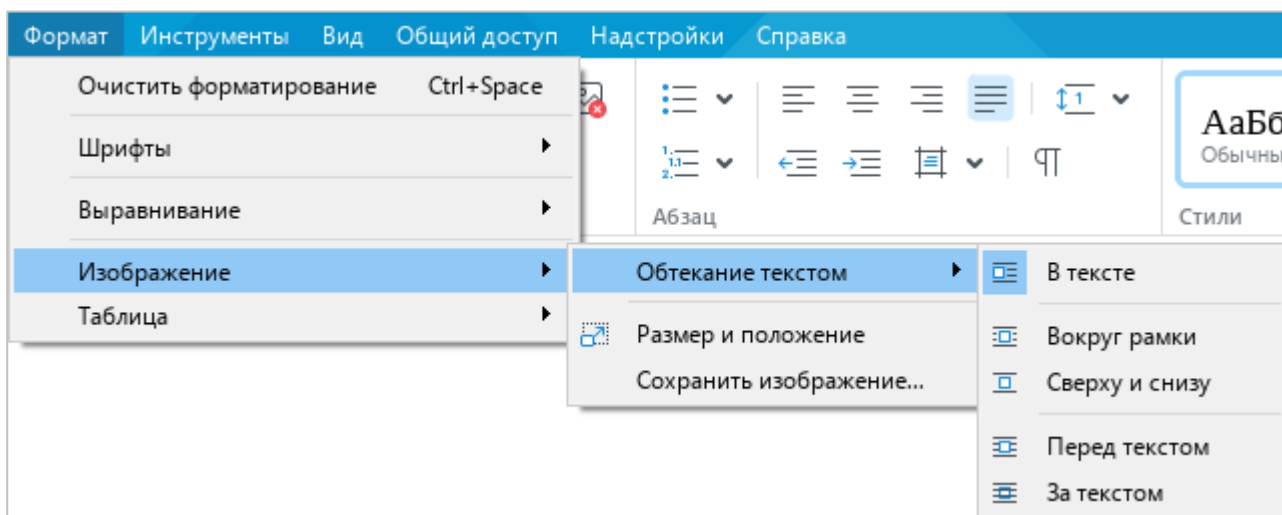 Формат Инструменты Вид Общий доступ Надстройки Справка
Очистить форматирование Ctrl+Space
Шрифты
Выравнивание
Изображение
Таблица
Абзац
АаБб
Обычны
Стили
Обтекание текстом
Размер и положение
Сохранить изображение...
В тексте
Вокруг рамки
Сверху и снизу
Перед текстом
За текстом